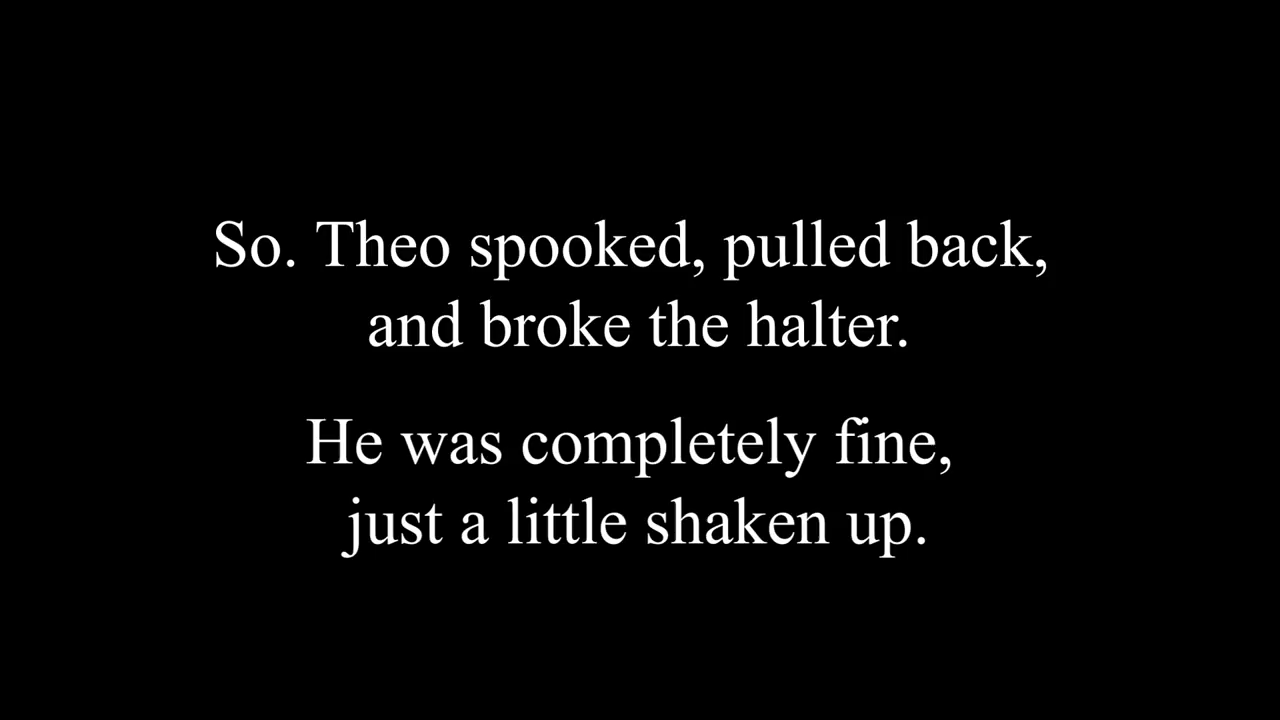 So. Theo spooked, pulled back,
and broke the halter.
He was completely fine,
just a little shaken up.